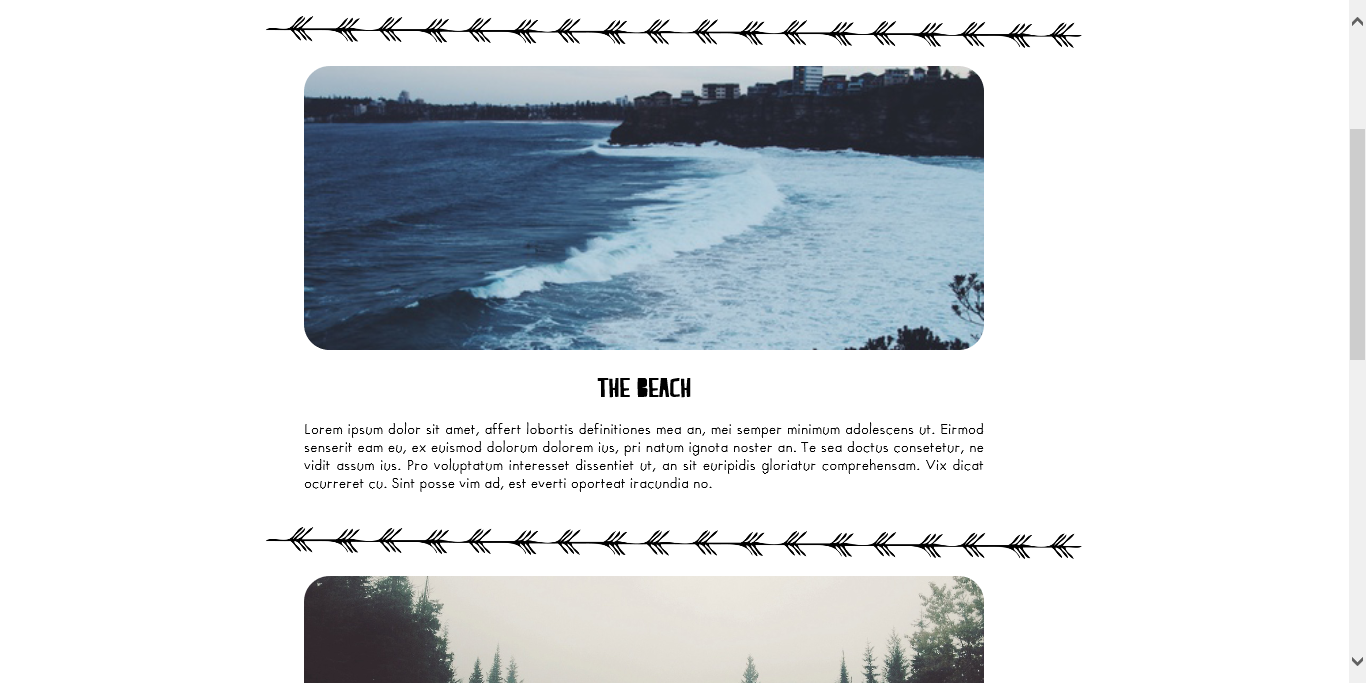 THE BEACH
Lorem ipsum dolor sit amet, affert lobortis definitiones mea an, mei semper minimum adolescens ut. Eirmod
senserit eam eu, ex euismod dolorum dolorem ius, pri natum ignota noster an. Te sea doctus consetetur, ne
vidit assum ius. Pro voluptatum interesset dissentiet ut, an sit euripidis gloriatur comprehensam. Vix dicat
ocurreret cu. Sint posse vim ad, est everti oporteat iracundia no.